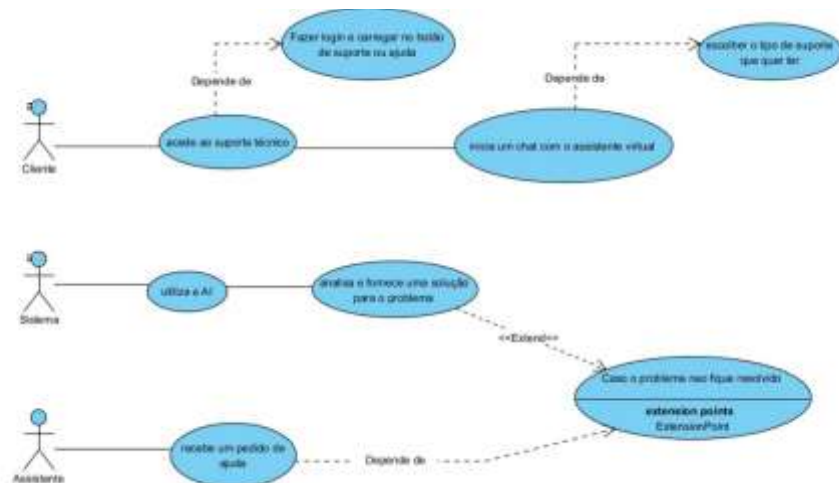 Fazer login e carregar no botão
de suporte ou ajuda
escolher o tipo de suporte
que quer ter
Depende de
Depende de
acede ao suporte técnico
inicia um chat com o assistente virtual
Cliente
utiliza a AI
analisa e fornece uma solução
para o problema
Sistema
<<Extend>>
Caso o problema nao fique resolvido
extension points
ExtensionPoint
recebe um pedido de
ajuda
Depende de
Assistente